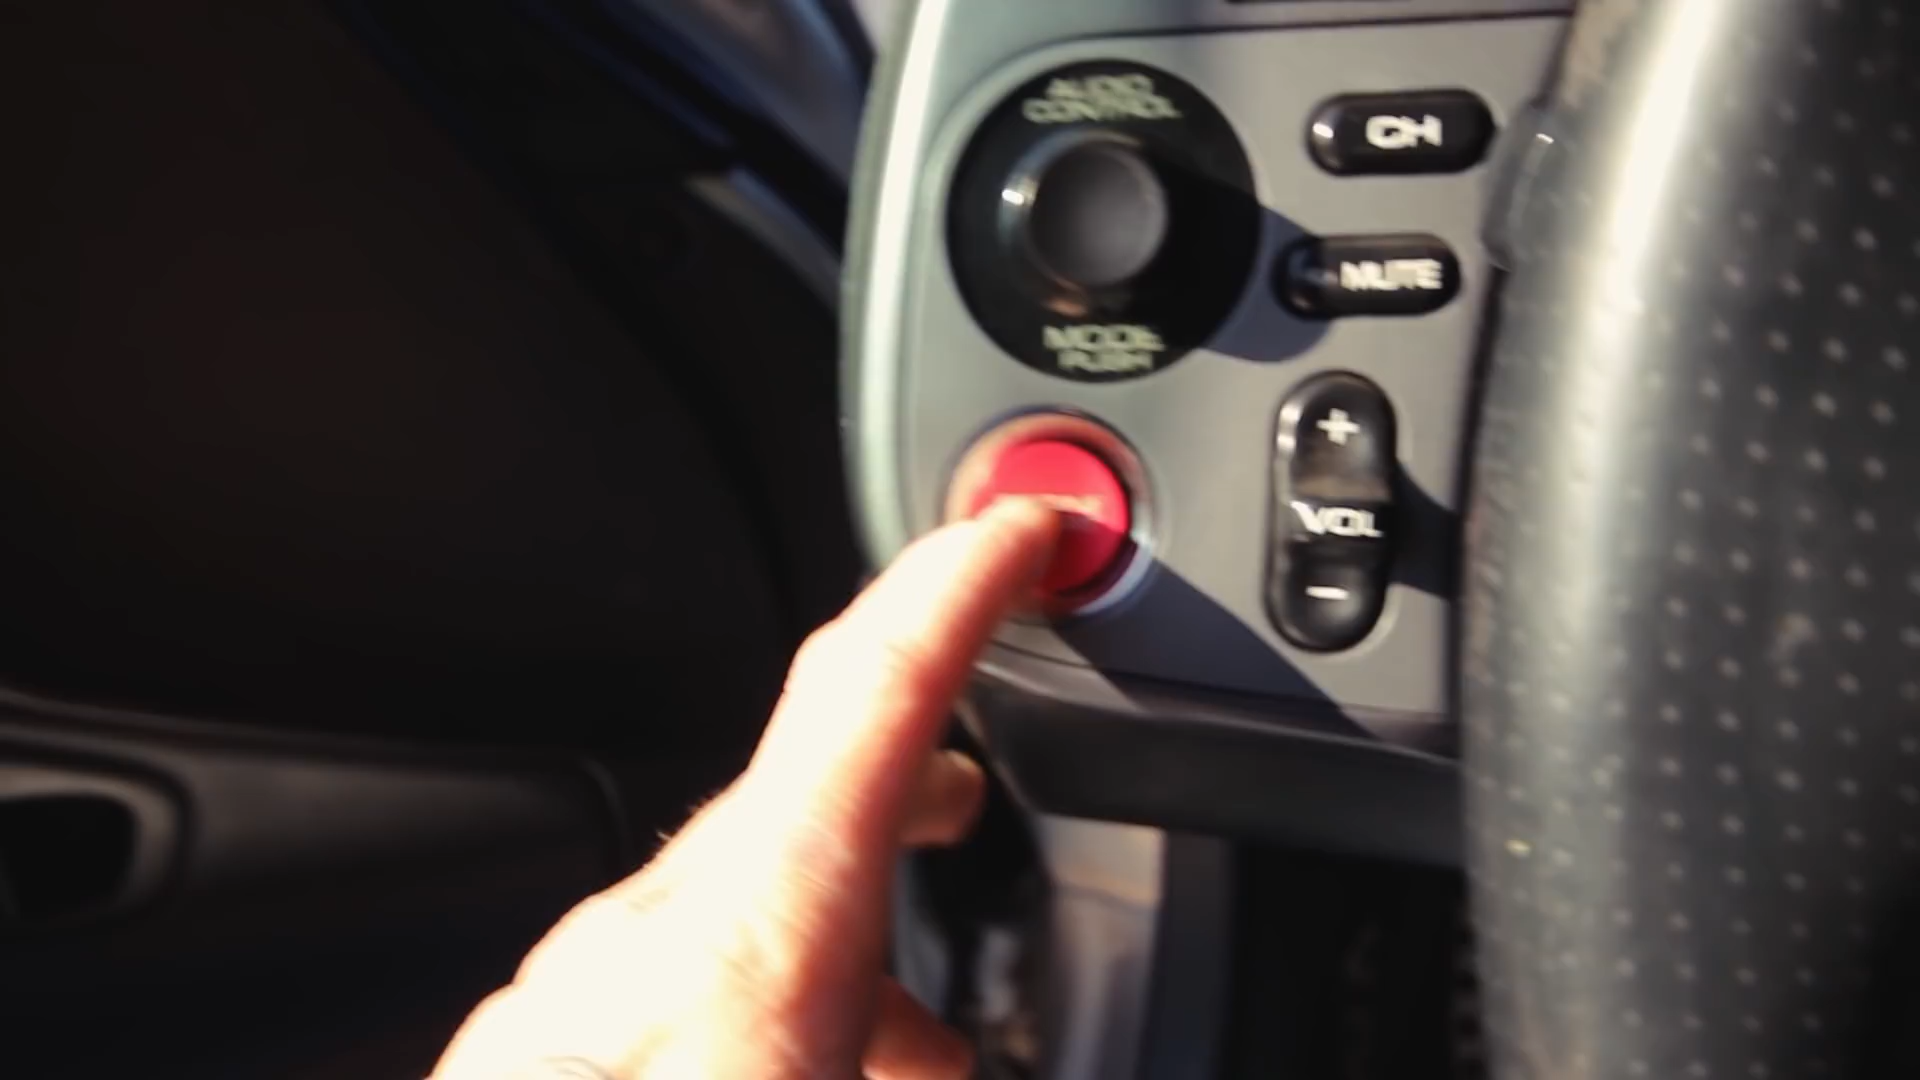 AUDIO
CONTROL
CH
MUTE
MODE
PUSH
+
VOL
−